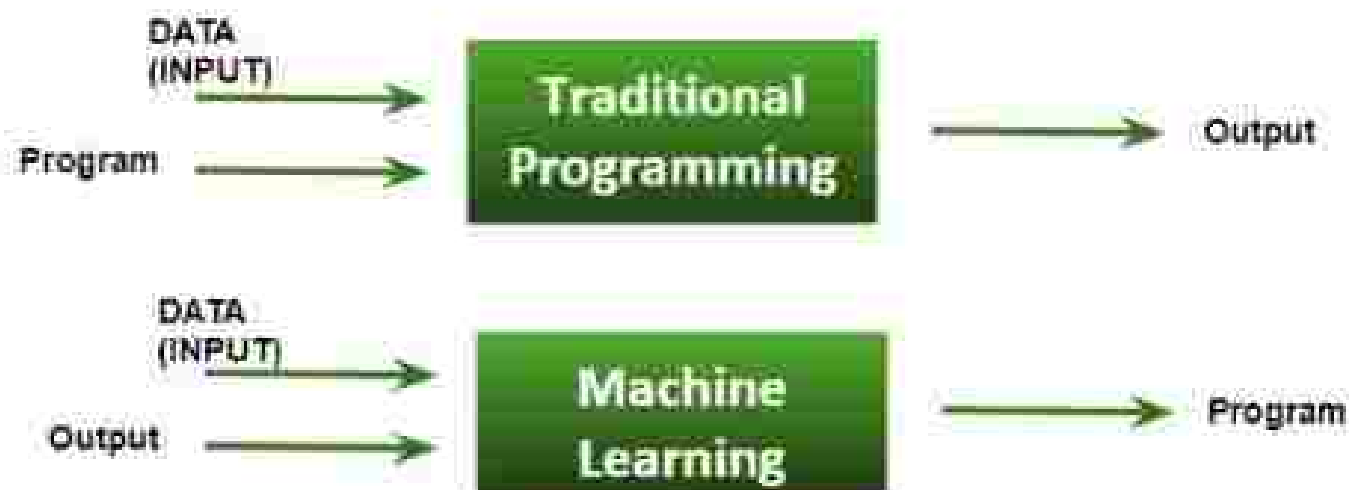 DATA
(INPUT)
Program
Traditional
Programming
Output
DATA
(INPUT)
Output
Machine
Learning
Program